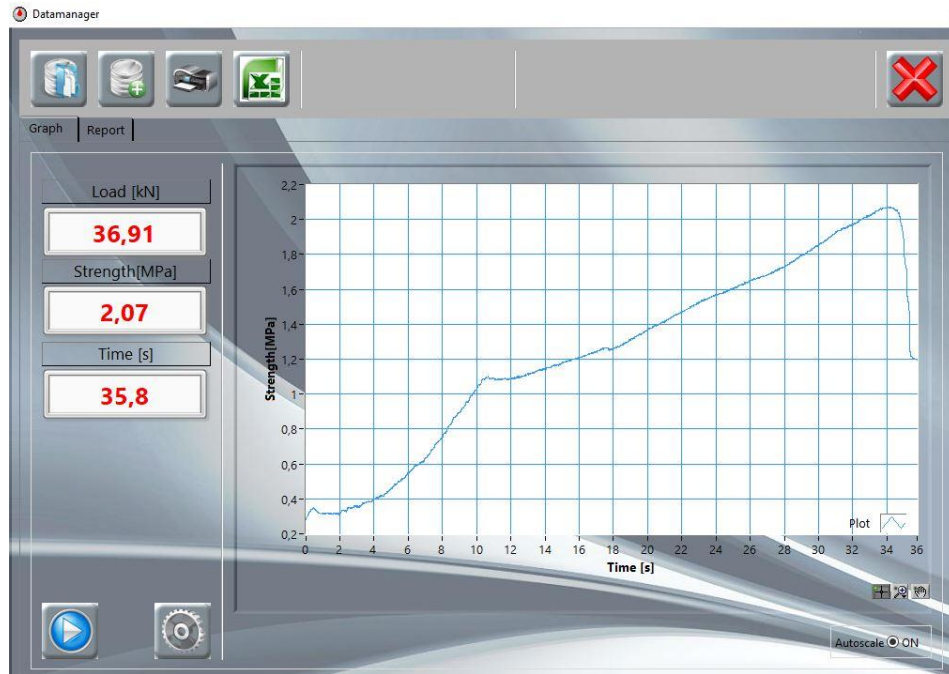 Datamanager
Graph
Report
Load [kN]
36,91
Strength[MPa]
2,07
Time [s]
35,8
2,2
2
1,8
1,6
1,4
1,2
1
0,8
0,6
0,4
0,2
Strength[MPa]
0 2 4 6 8 10 12 14 16 18 20 22 24 26 28 30 32 34 36
Time [s]
Plot
Autoscale ON